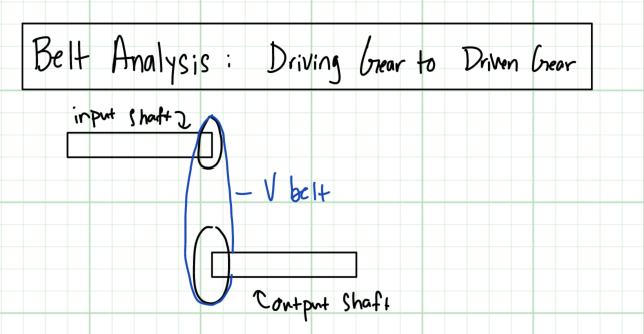 Belt Analysis: Driving Gear to Driven Gear
input shaft
V belt
output shaft